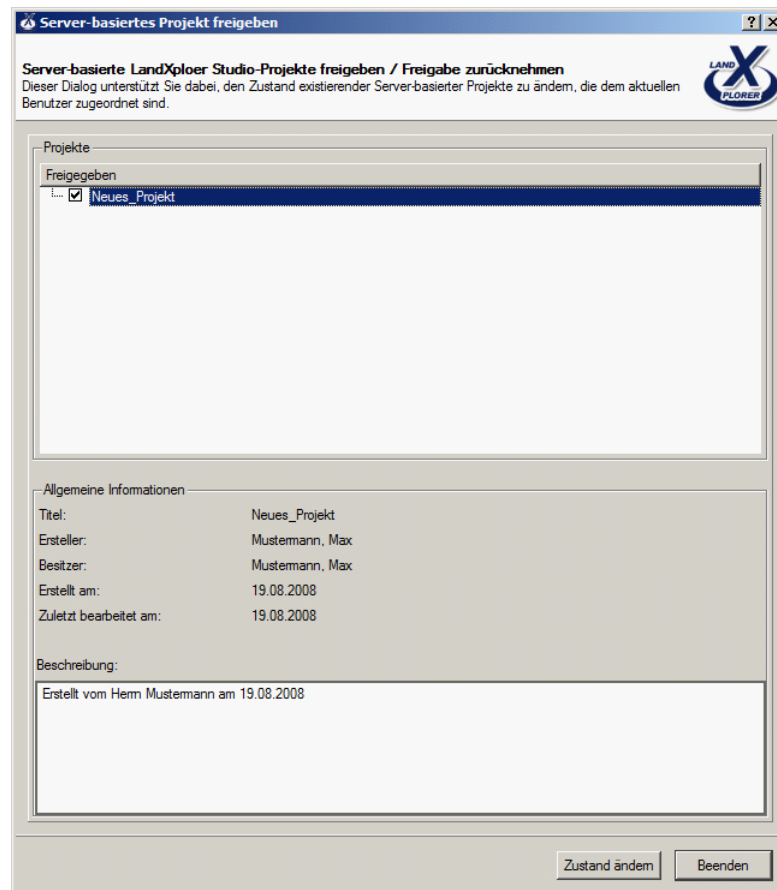 Server-basiertes Projekt freigeben
Server-basierte LandXploer Studio-Projekte freigeben / Freigabe zurücknehmen
Dieser Dialog unterstützt Sie dabei, den Zustand existierender Server-basierter Projekte zu ändern, die dem aktuellen
Benutzer zugeordnet sind.
LAND
X
PLORER
Projekte
Freigegeben
Neues_Projekt
Allgemeine Informationen
Titel: Neues_Projekt
Ersteller: Mustermann, Max
Besitzer: Mustermann, Max
Erstellt am: 19.08.2008
Zuletzt bearbeitet am: 19.08.2008
Beschreibung:
Erstellt vom Herrn Mustermann am 19.08.2008
Zustand ändern Beenden